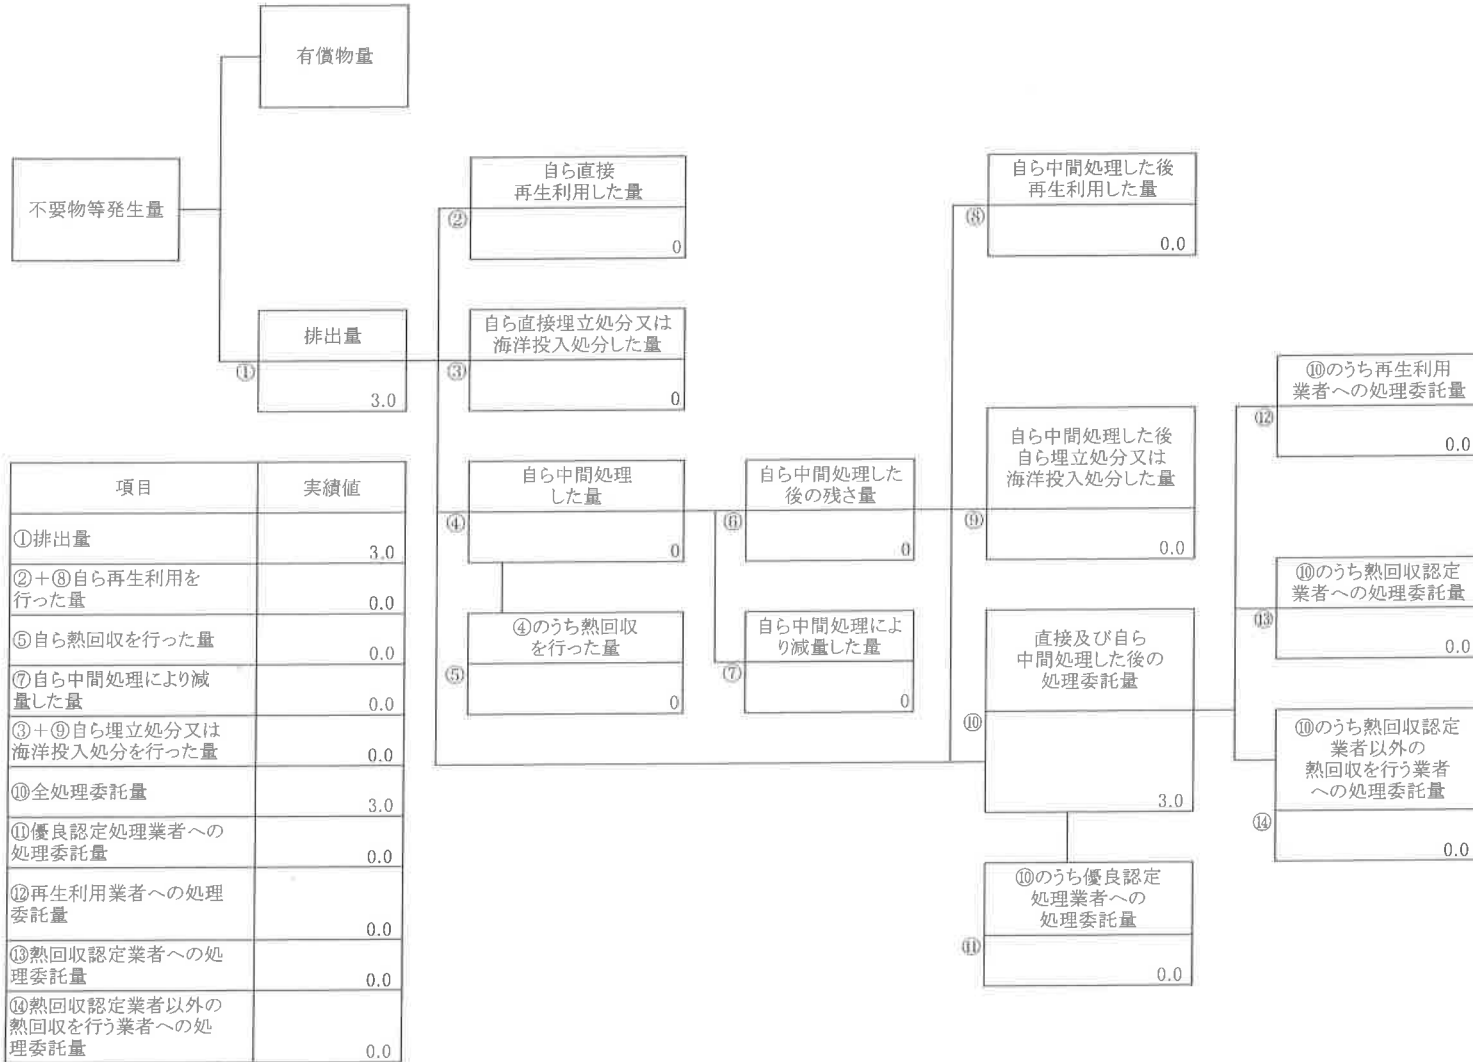 有償物量
不要物等発生量
排出量
①
3.0
自ら直接
再生利用した量
②
0
自ら直接埋立処分又は
海洋投入処分した量
③
0
自ら中間処理
した量
④
0
④のうち熱回収
を行った量
⑤
0
自ら中間処理した
後の残さ量
⑥
0
自ら中間処理によ
り減量した量
⑦
0
自ら中間処理した後
再生利用した量
⑧
0.0
自ら中間処理した後
自ら埋立処分又は
海洋投入処分した量
⑨
0.0
直接及び自ら
中間処理した後の
処理委託量
⑩
3.0
⑩のうち優良認定
処理業者への
処理委託量
⑪
0.0
⑩のうち再生利用
業者への処理委託量
⑫
0.0
⑩のうち熱回収認定
業者への処理委託量
⑬
0.0
⑩のうち熱回収認定
業者以外の
熱回収を行う業者
への処理委託量
⑭
0.0
項目 実績値
①排出量 3.0
②+⑧自ら再生利用を
行った量 0.0
⑤自ら熱回収を行った量 0.0
⑦自ら中間処理により減
量した量 0.0
③+⑨自ら埋立処分又は
海洋投入処分を行った量 0.0
⑩全処理委託量 3.0
⑪優良認定処理業者への
処理委託量 0.0
⑫再生利用業者への処理
委託量 0.0
⑬熱回収認定業者への処
理委託量 0.0
⑭熱回収認定業者以外の
熱回収を行う業者への処
理委託量 0.0